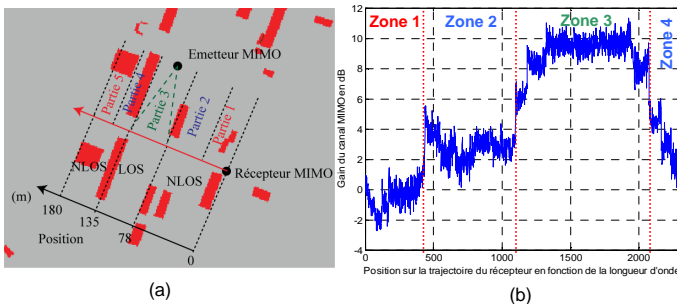 Emetteur MIMO
Partie 5
Partie 4
Partie 3
Partie 2
Partie 1
NLOS
LOS
NLOS
Récepteur MIMO
(m)
180
135
78
0
Position
(a)
Zone 1
Zone 2
Zone 3
Zone 4
Gain du canal MIMO en dB
12
10
8
6
4
2
0
-2
-4
0
500
1000
1500
2000
Position sur la trajectoire du récepteur en fonction de la longueur d'onde
(b)